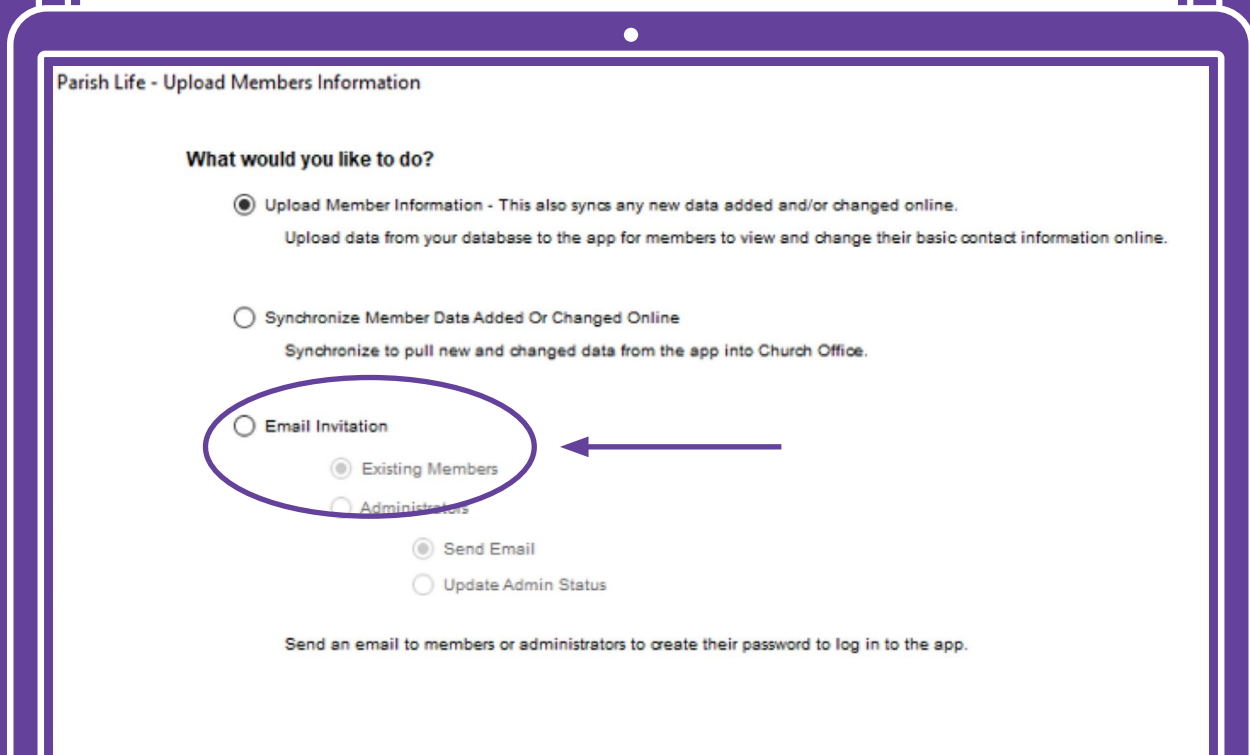 Parish Life - Upload Members Information
What would you like to do?
Upload Member Information - This also syncs any new data added and/or changed online.
Upload data from your database to the app for members to view and change their basic contact information online.
Synchronize Member Data Added Or Changed Online
Synchronize to pull new and changed data from the app into Church Office.
Email Invitation
Existing Members
Administrators
Send Email
Update Admin Status
Send an email to members or administrators to create their password to log in to the app.